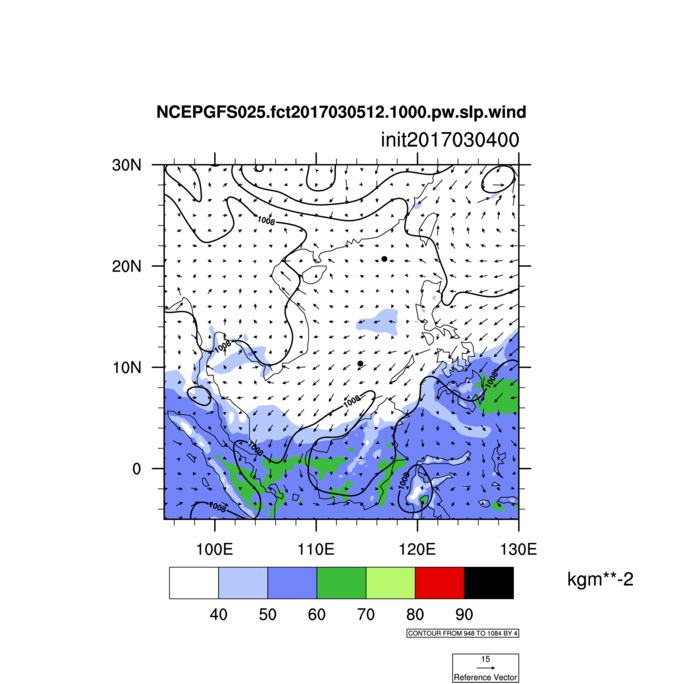 NCEPGFS025.fct2017030512.1000.pw.slp.wind
init2017030400
30N
20N
10N
0
100E 110E 120E 130E
1008
1008
1008
1008
1008
1008
1008
kgm**-2
40 50 60 70 80 90
CONTOUR FROM 948 TO 1084 BY 4
15
Reference Vector